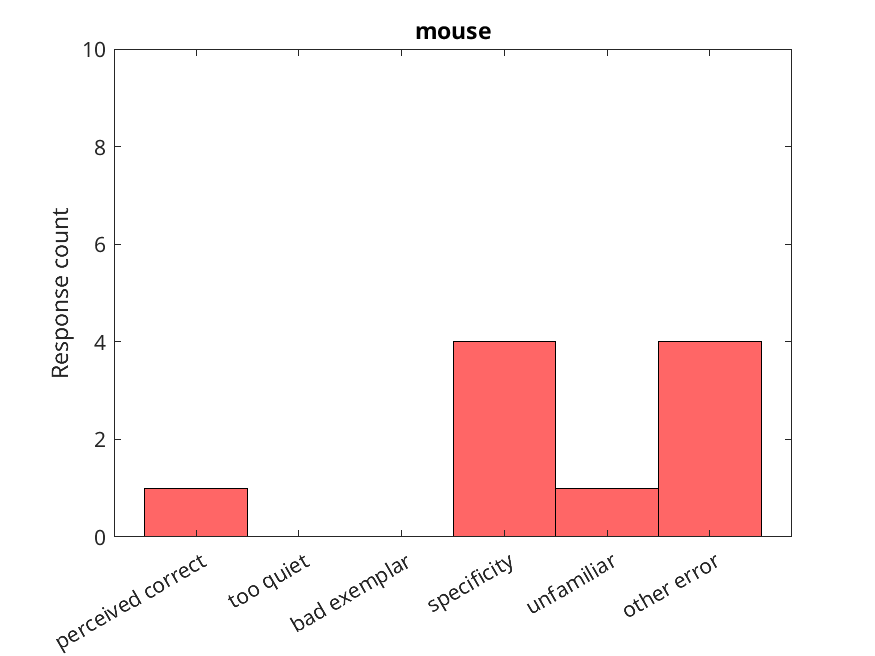 mouse
Response count
10
8
6
4
2
0
perceived correct
too quiet
bad exemplar
specificity
unfamiliar
other error